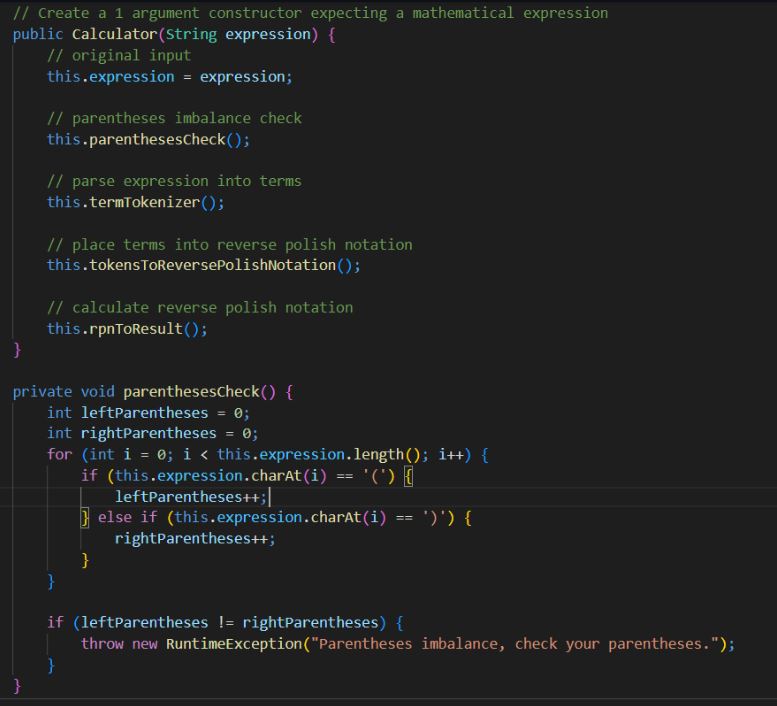 // Create a 1 argument constructor expecting a mathematical expression
public Calculator(String expression) {
    // original input
    this.expression = expression;

    // parentheses imbalance check
    this.parenthesesCheck();

    // parse expression into terms
    this.termTokenizer();

    // place terms into reverse polish notation
    this.tokensToReversePolishNotation();

    // calculate reverse polish notation
    this.rpnToResult();
}

private void parenthesesCheck() {
    int leftParentheses = 0;
    int rightParentheses = 0;
    for (int i = 0; i < this.expression.length(); i++) {
        if (this.expression.charAt(i) == '(') {
            leftParentheses++;
        } else if (this.expression.charAt(i) == ')') {
            rightParentheses++;
        }
    }

    if (leftParentheses != rightParentheses) {
        throw new RuntimeException("Parentheses imbalance, check your parentheses.");
    }
}